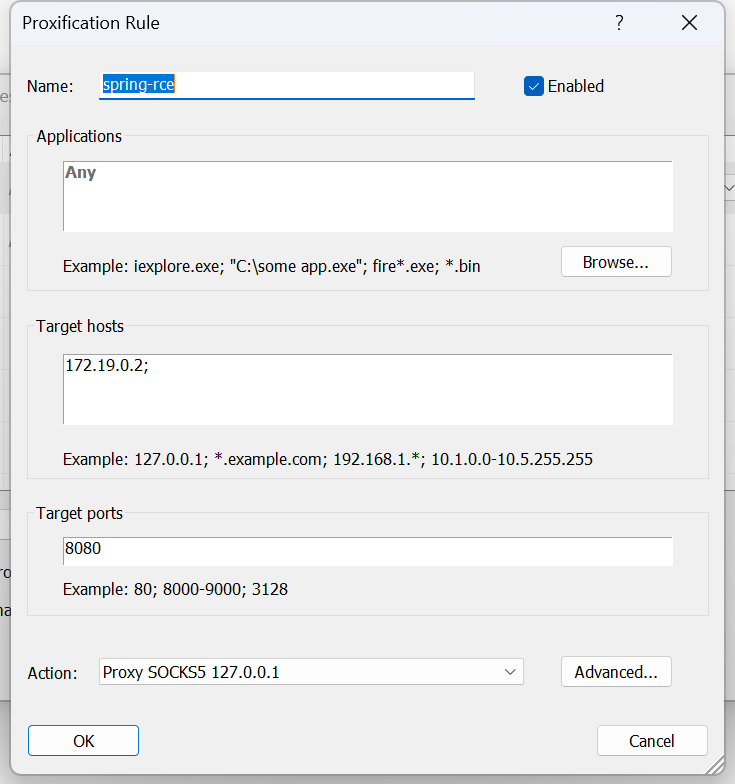 Proxification Rule ?
Name: spring-rce Enabled
Applications
Any
Example: iexplore.exe; "C:\some app.exe"; fire*.exe; *.bin Browse...
Target hosts
172.19.0.2;
Example: 127.0.0.1; *.example.com; 192.168.1.*; 10.1.0.0-10.5.255.255
Target ports
8080
Example: 80; 8000-9000; 3128
Action: Proxy SOCKS5 127.0.0.1 Advanced...
OK Cancel